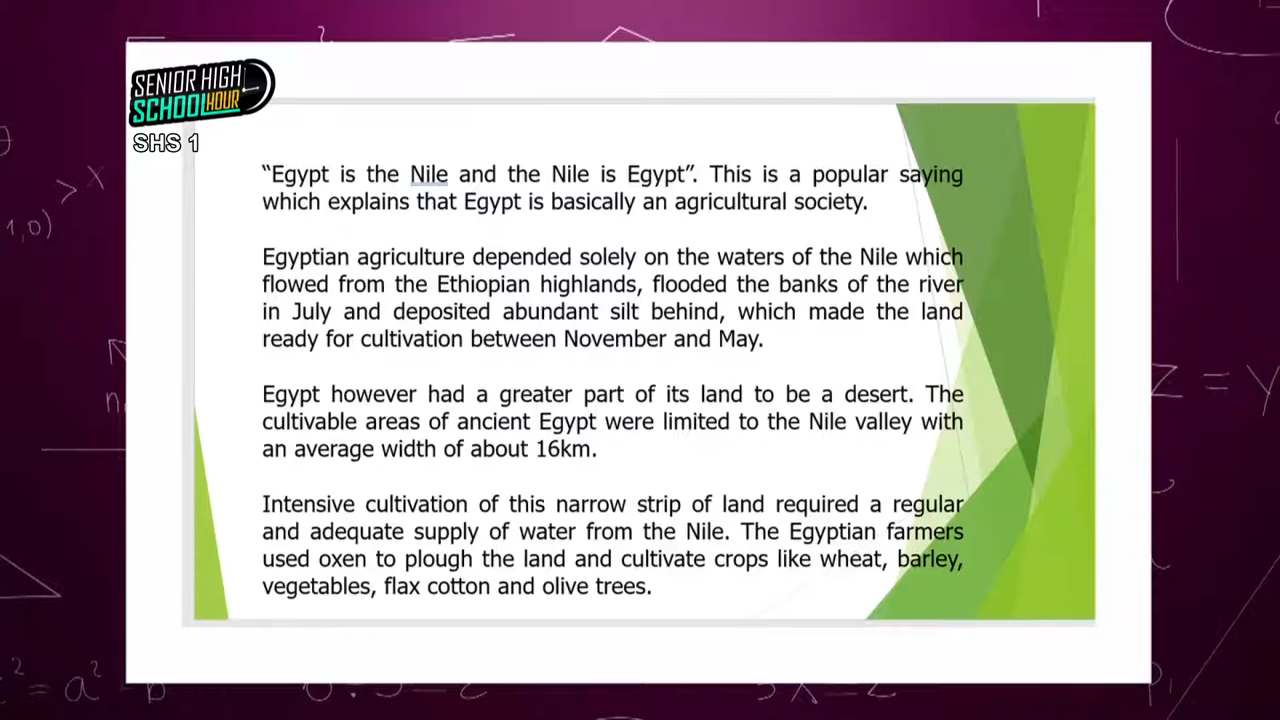 SENIOR HIGH
SCHOOL HOUR
SHS 1
“Egypt is the Nile and the Nile is Egypt”. This is a popular saying
which explains that Egypt is basically an agricultural society.
Egyptian agriculture depended solely on the waters of the Nile which
flowed from the Ethiopian highlands, flooded the banks of the river
in July and deposited abundant silt behind, which made the land
ready for cultivation between November and May.
Egypt however had a greater part of its land to be a desert. The
cultivable areas of ancient Egypt were limited to the Nile valley with
an average width of about 16km.
Intensive cultivation of this narrow strip of land required a regular
and adequate supply of water from the Nile. The Egyptian farmers
used oxen to plough the land and cultivate crops like wheat, barley,
vegetables, flax cotton and olive trees.